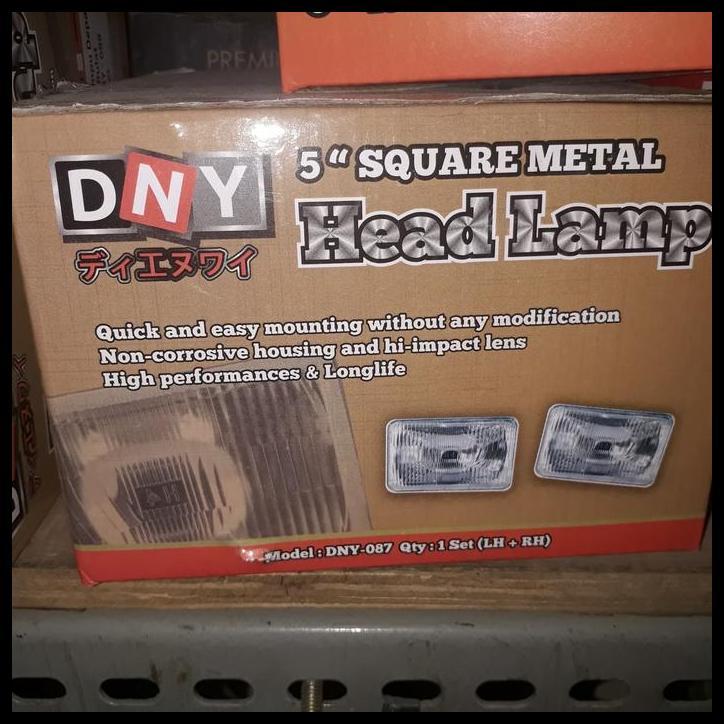 PREMI
DNY
ディエヌワイ
5 “ SQUARE METAL
Head Lamp
Quick and easy mounting without any modification
Non-corrosive housing and hi-impact lens
High performances & Longlife
Model : DNY-087 Qty : 1 Set (LH + RH)